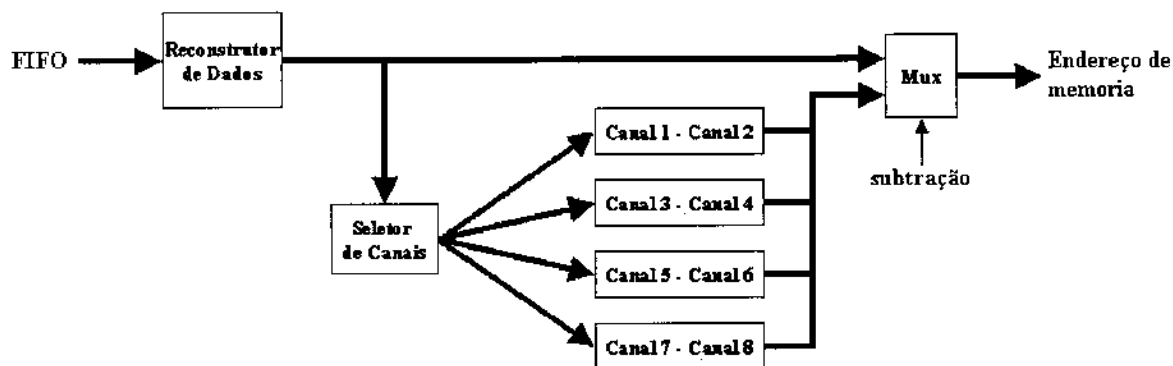 FIFO
Reconstrutor
de Dados
Mux
Endereço de
memoria
Canal 1 - Canal 2
subtração
Canal 3 - Canal 4
Seletor
de Canais
Canal 5 - Canal 6
Canal 7 - Canal 8